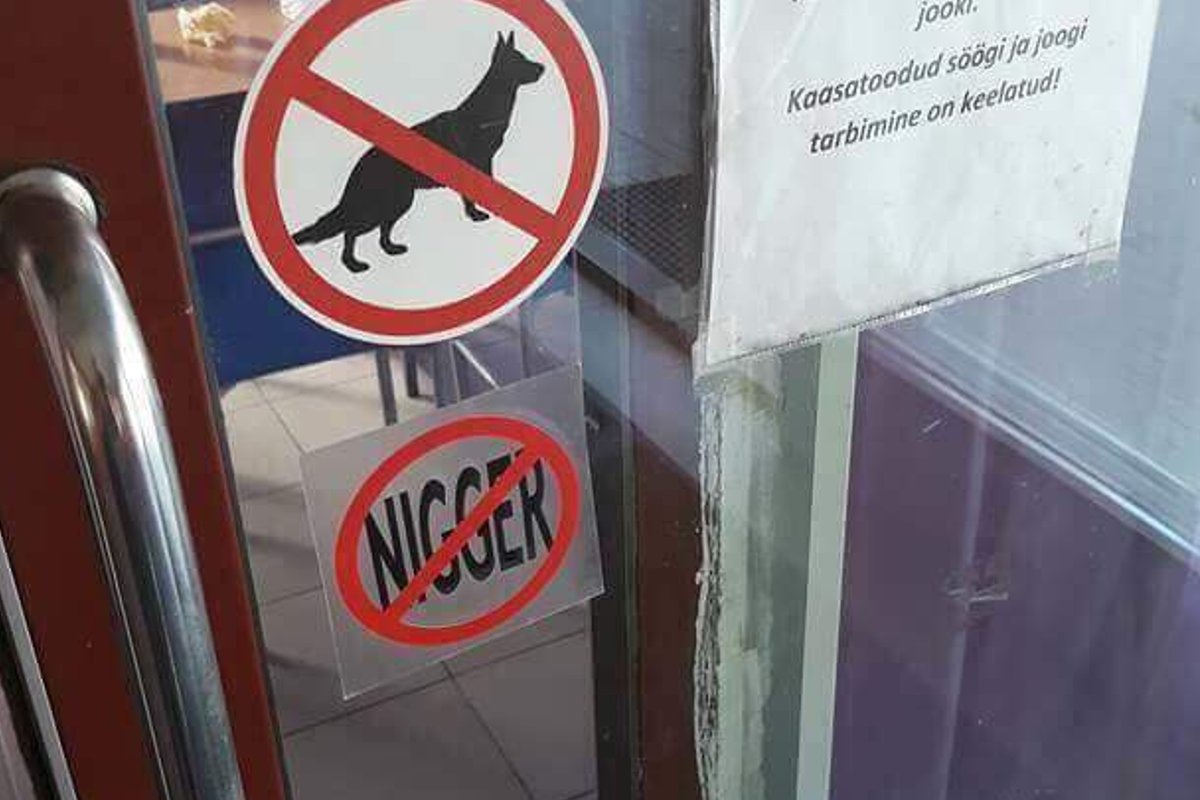 jooki.
Kaasatoodud söögi ja joogi
tarbimine on keelatud!
NIGGER